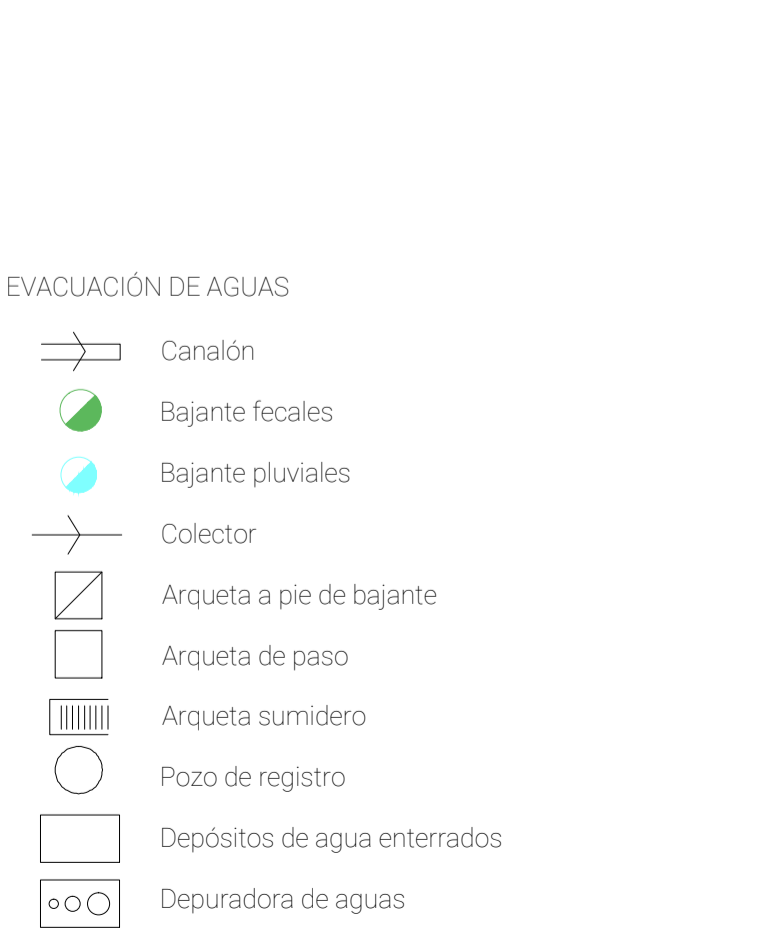 EVACUACIÓN DE AGUAS
Canalón
Bajante fecales
Bajante pluviales
Colector
Arqueta a pie de bajante
Arqueta de paso
Arqueta sumidero
Pozo de registro
Depósitos de agua enterrados
Depuradora de aguas